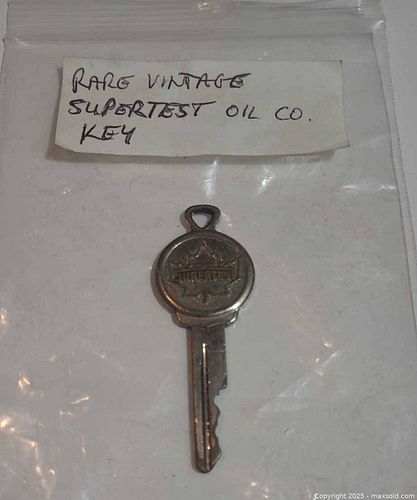 RARE VINTAGE
SUPERTEST OIL CO.
KEY
SUPERTEST
Copyright 2025 - maxsold.com